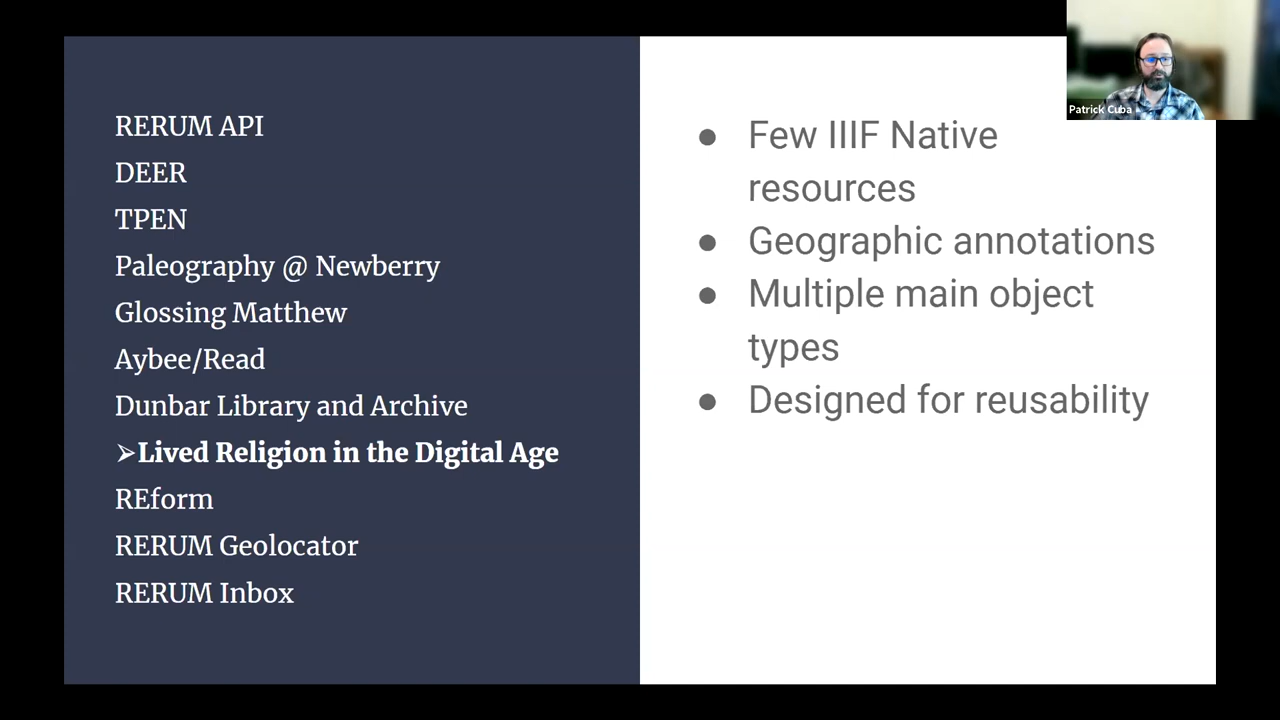 RERUM API
DEER
TPEN
Paleography @ Newberry
Glossing Matthew
Aybee/Read
Dunbar Library and Archive
➢Lived Religion in the Digital Age
REform
RERUM Geolocator
RERUM Inbox
● Few IIIF Native
resources
● Geographic annotations
● Multiple main object
types
● Designed for reusability
Patrick Cuba